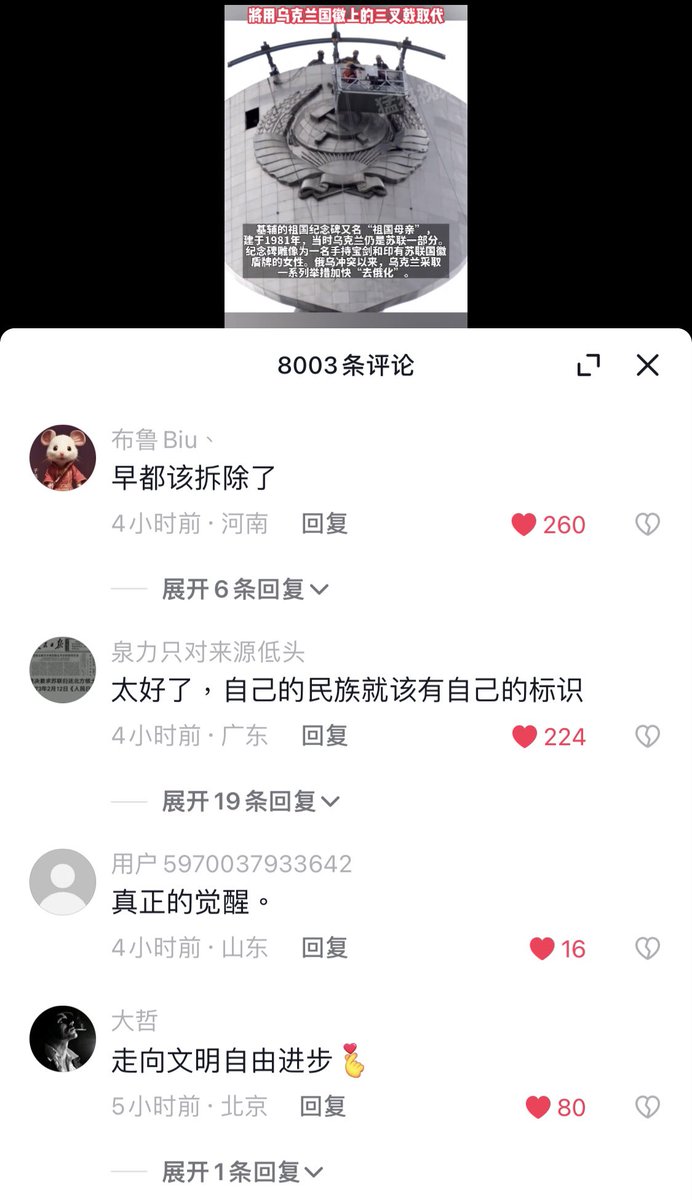 將用乌克兰国徽上的三叉戟取代
基辅的祖国纪念碑又名“祖国母亲”，
建于1981年，当时乌克兰仍是苏联一部分。
纪念碑雕像为一名手持宝剑和印有苏联国徽
盾牌的女性。俄乌冲突以来，乌克兰采取
一系列举措加快“去俄化”。
8003条评论
布鲁Biu、
早都该拆除了
4小时前·河南 回复 260
展开6条回复
泉力只对来源低头
太好了，自己的民族就该有自己的标识
4小时前·广东 回复 224
展开19条回复
用户5970037933642
真正的觉醒。
4小时前·山东 回复 16
大哲
走向文明自由进步
5小时前·北京 回复 80
展开1条回复